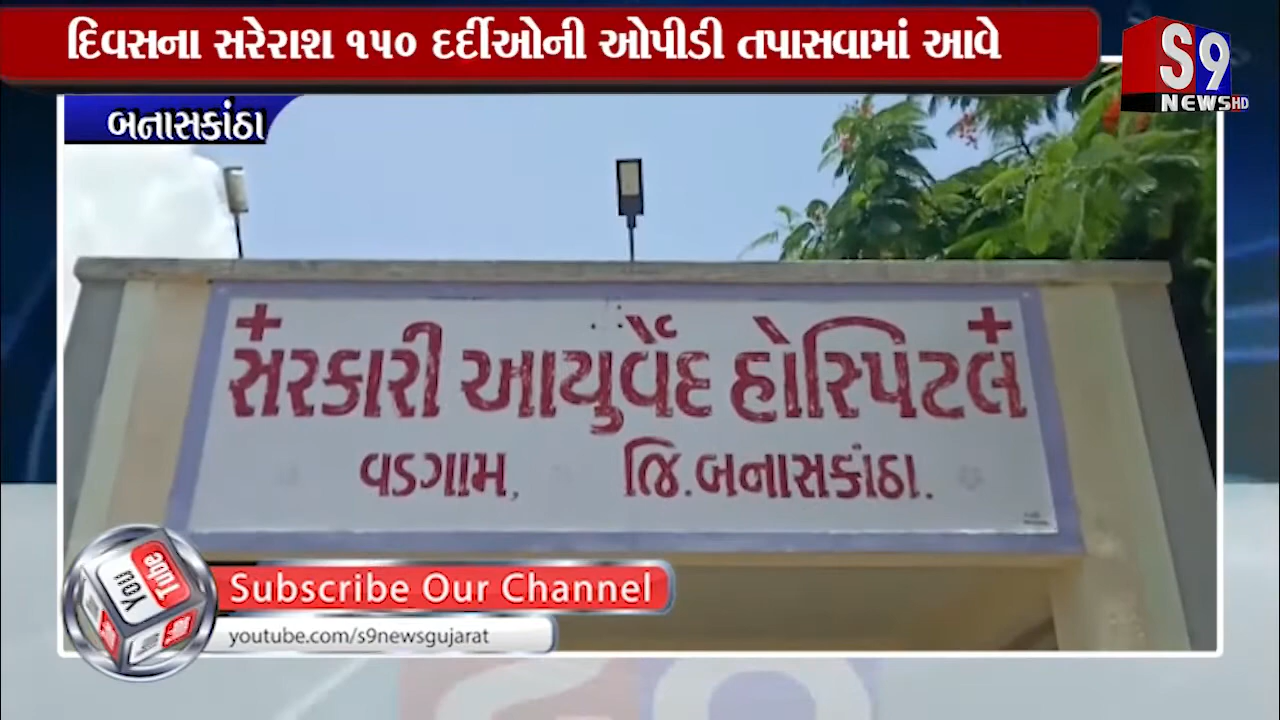 દિવસના સરેરાશ ૧૫૦ દર્દીઓની ઓપીડી તપાસવામાં આવે
S9
NEWS HD
બનાસકાંઠા
સરકારી આયુર્વેદ હોસ્પિટલ
વડગામ, જિ.બનાસકાંઠા.
You
Tube
Subscribe Our Channel
youtube.com/s9newsgujarat